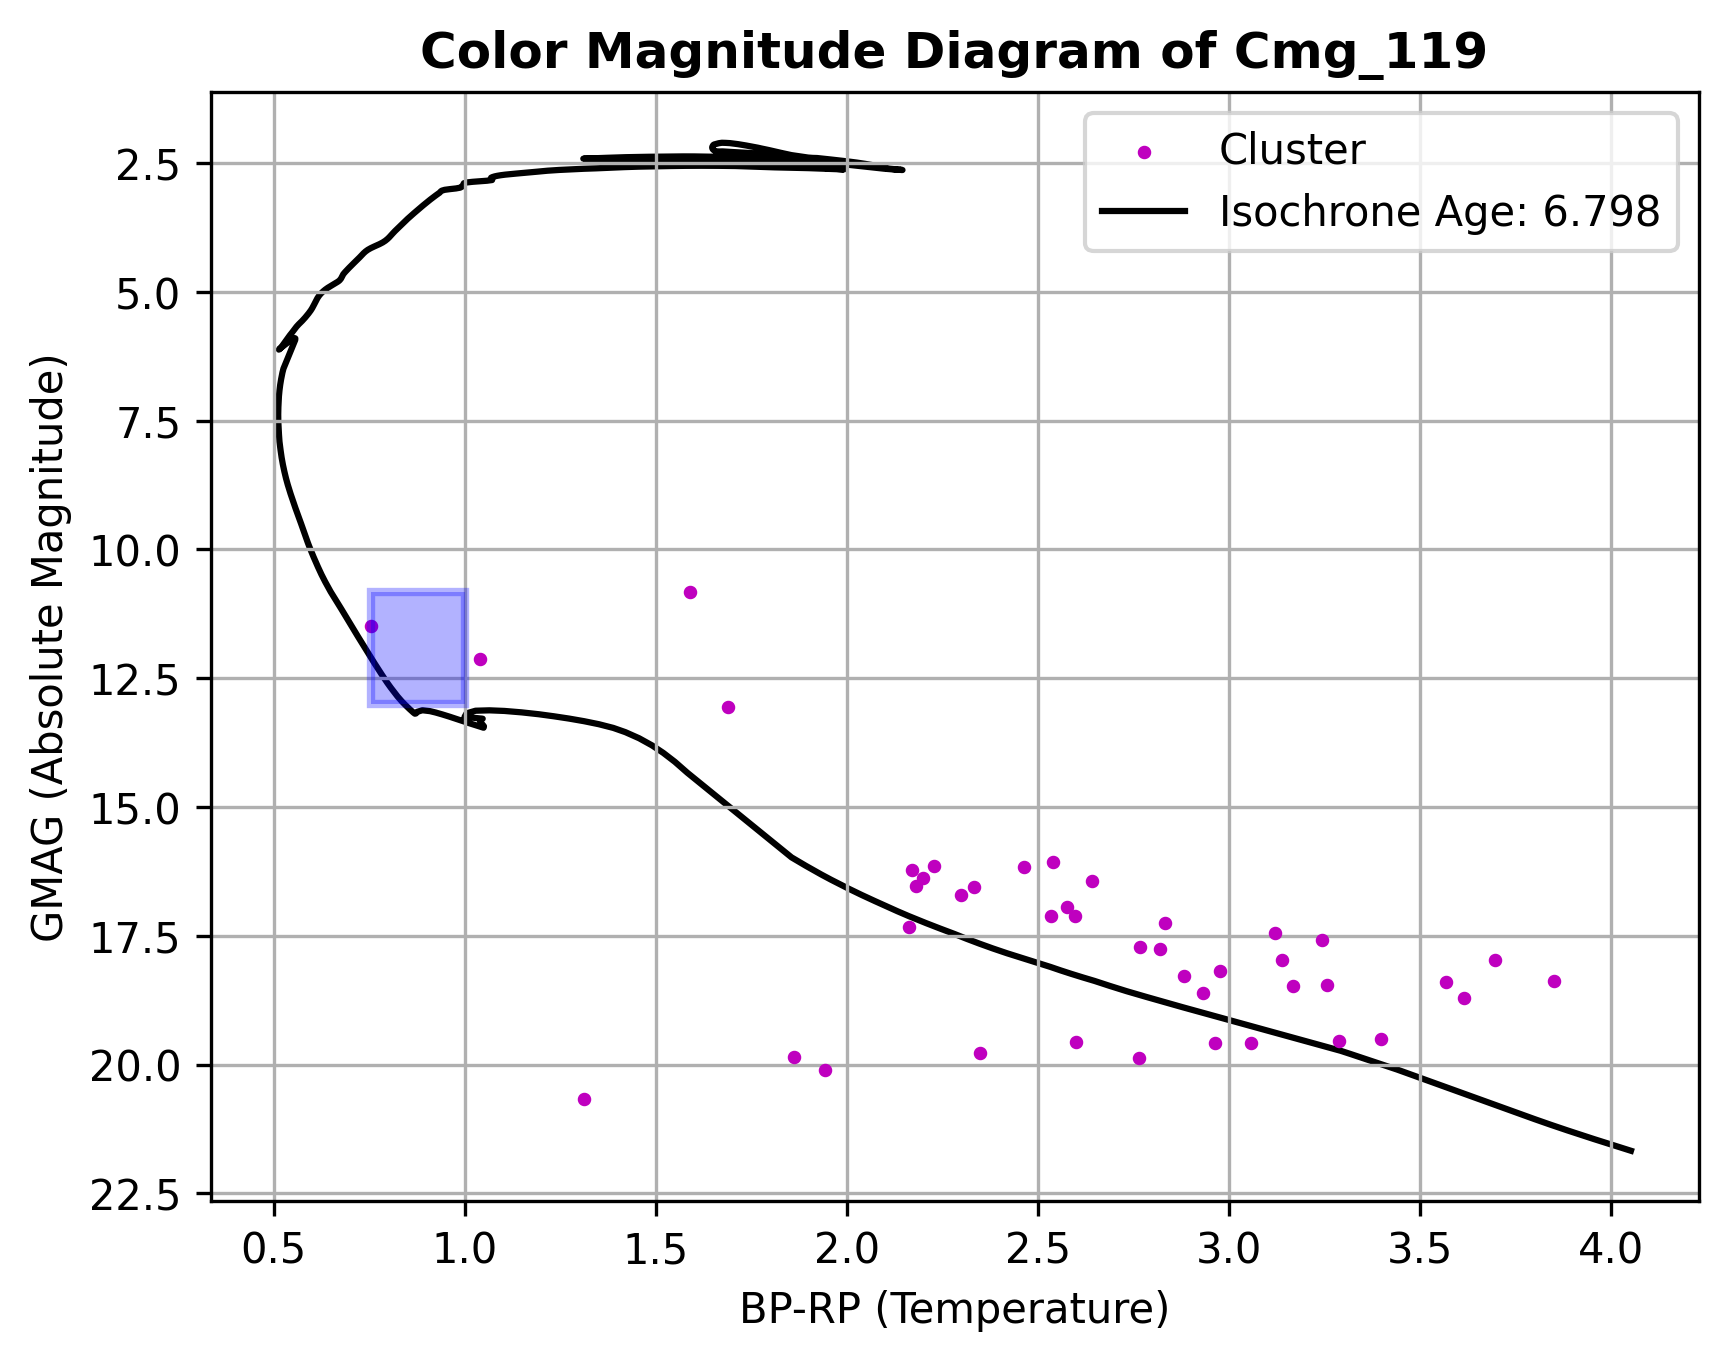 Color Magnitude Diagram of Cmg_119
Cluster
Isochrone Age: 6.798
GMAG (Absolute Magnitude)
2.5
5.0
7.5
10.0
12.5
15.0
17.5
20.0
22.5
0.5 1.0 1.5 2.0 2.5 3.0 3.5 4.0
BP-RP (Temperature)